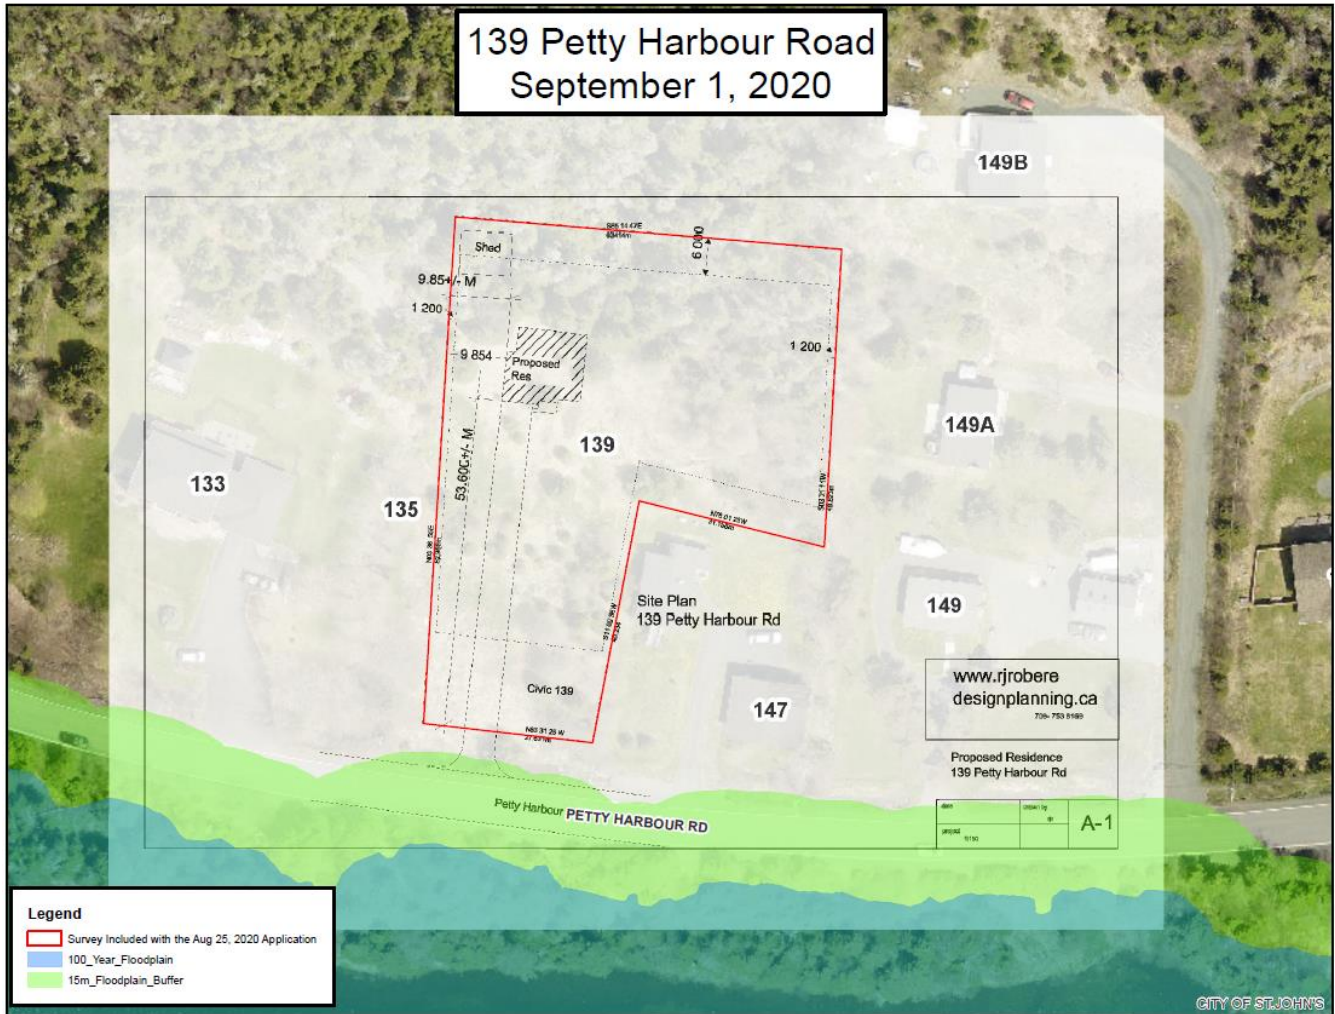 139 Petty Harbour Road
September 1, 2020
149B
Shed
6 000
9.85+/- M
1 200
1 200
9 854
Proposed
Res
149A
139
53.600+/- M
133
135
149
Site Plan
139 Petty Harbour Rd
Civic 139
147
www.rjrobere
designplanning.ca
Proposed Residence
139 Petty Harbour Rd
Petty Harbour
PETTY HARBOUR RD
A-1
Legend
Survey Included with the Aug 25, 2020 Application
100_Year_Floodplain
15m_Floodplain_Buffer
CITY OF ST.JOHN'S